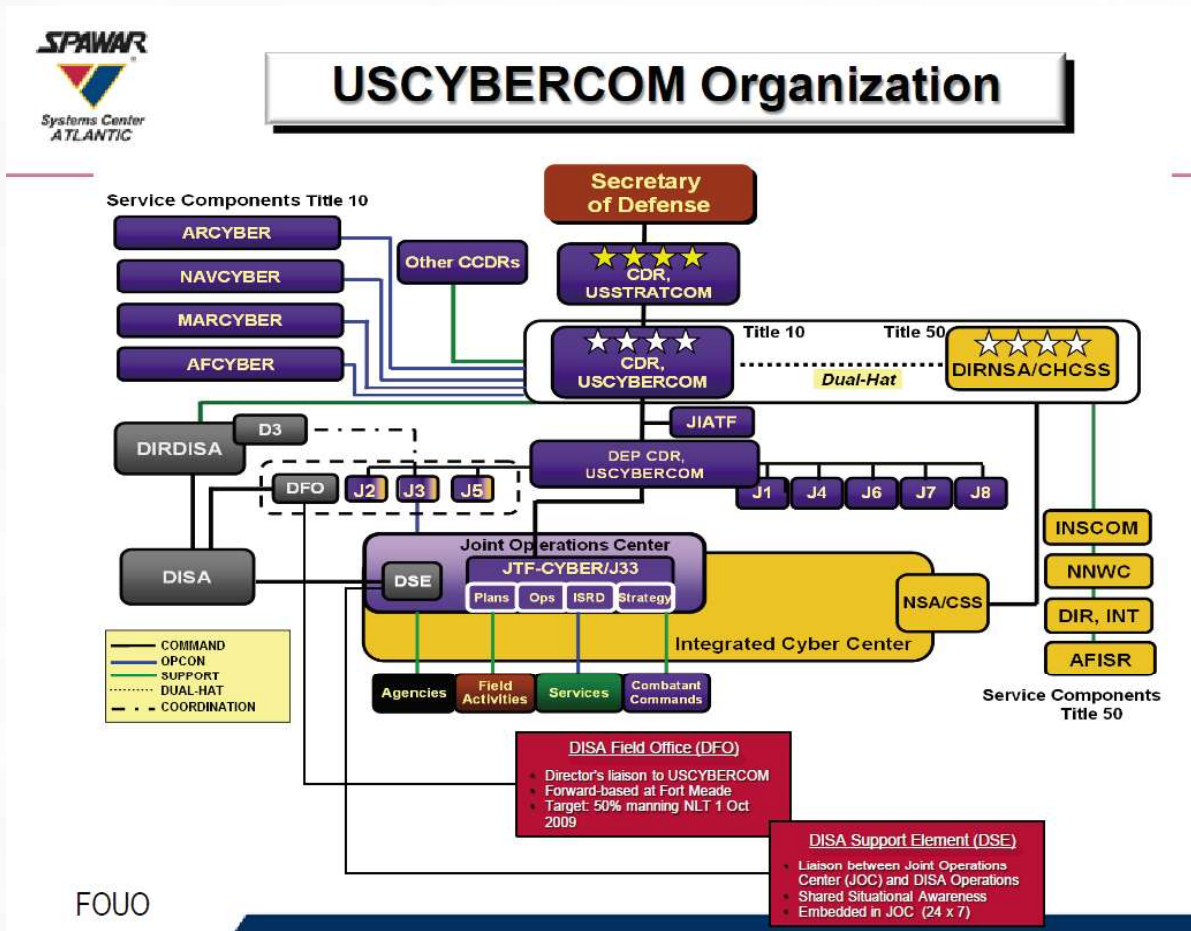 SPAWAR
Systems Center
ATLANTIC
USCYBERCOM Organization
Service Components Title 10
ARCYBER
NAVCYBER
MARCYBER
AFCYBER
Other CCDRs
Secretary
of Defense
CDR,
USSTRATCOM
CDR,
USCYBERCOM
Title 10
Title 50
Dual-Hat
DIRNSA/CHCSS
JIATF
DEP CDR,
USCYBERCOM
DIRDISA
D3
DFO
J2
J3
J5
J1
J4
J6
J7
J8
DISA
Joint Operations Center
JTF-CYBER/J33
DSE
Plans
Ops
ISRD
Strategy
NSA/CSS
Integrated Cyber Center
INSCOM
NNWC
DIR, INT
AFISR
Service Components
Title 50
COMMAND
OPCON
SUPPORT
DUAL-HAT
COORDINATION
Agencies
Field
Activities
Services
Combatant
Commands
DISA Field Office (DFO)
• Director's liaison to USCYBERCOM
• Forward-based at Fort Meade
• Target: 50% manning NLT 1 Oct
2009
DISA Support Element (DSE)
• Liaison between Joint Operations
Center (JOC) and DISA Operations
• Shared Situational Awareness
• Embedded in JOC (24 x 7)
FOUO